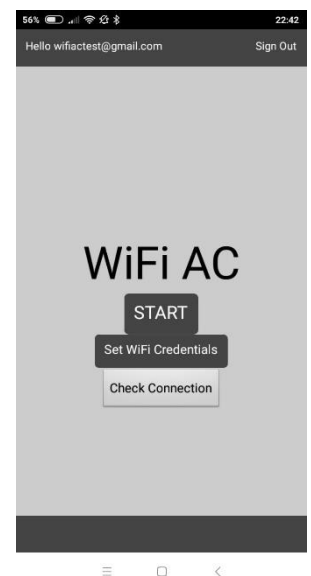 56% 22:42
Hello wifiactest@gmail.com Sign Out
WiFi AC
START
Set WiFi Credentials
Check Connection